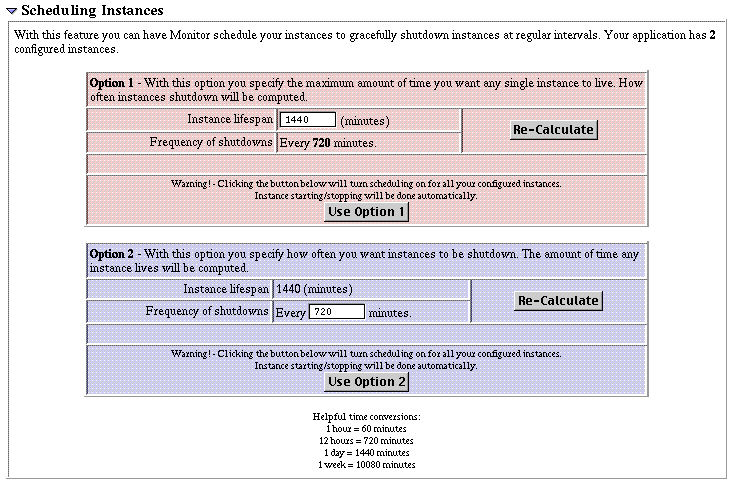 Scheduling Instances
With this feature you can have Monitor schedule your instances to gracefully shutdown instances at regular intervals. Your application has 2
configured instances.
Option 1 - With this option you specify the maximum amount of time you want any single instance to live. How
often instances shutdown will be computed.
Instance lifespan 1440 (minutes)
Re-Calculate
Frequency of shutdowns Every 720 minutes.
Warning! - Clicking the button below will turn scheduling on for all your configured instances.
Instance starting/stopping will be done automatically.
Use Option 1
Option 2 - With this option you specify how often you want instances to be shutdown. The amount of time any
instance lives will be computed.
Instance lifespan 1440 (minutes)
Re-Calculate
Frequency of shutdowns Every 720 minutes.
Warning! - Clicking the button below will turn scheduling on for all your configured instances.
Instance starting/stopping will be done automatically.
Use Option 2
Helpful time conversions:
1 hour = 60 minutes
12 hours = 720 minutes
1 day = 1440 minutes
1 week = 10080 minutes